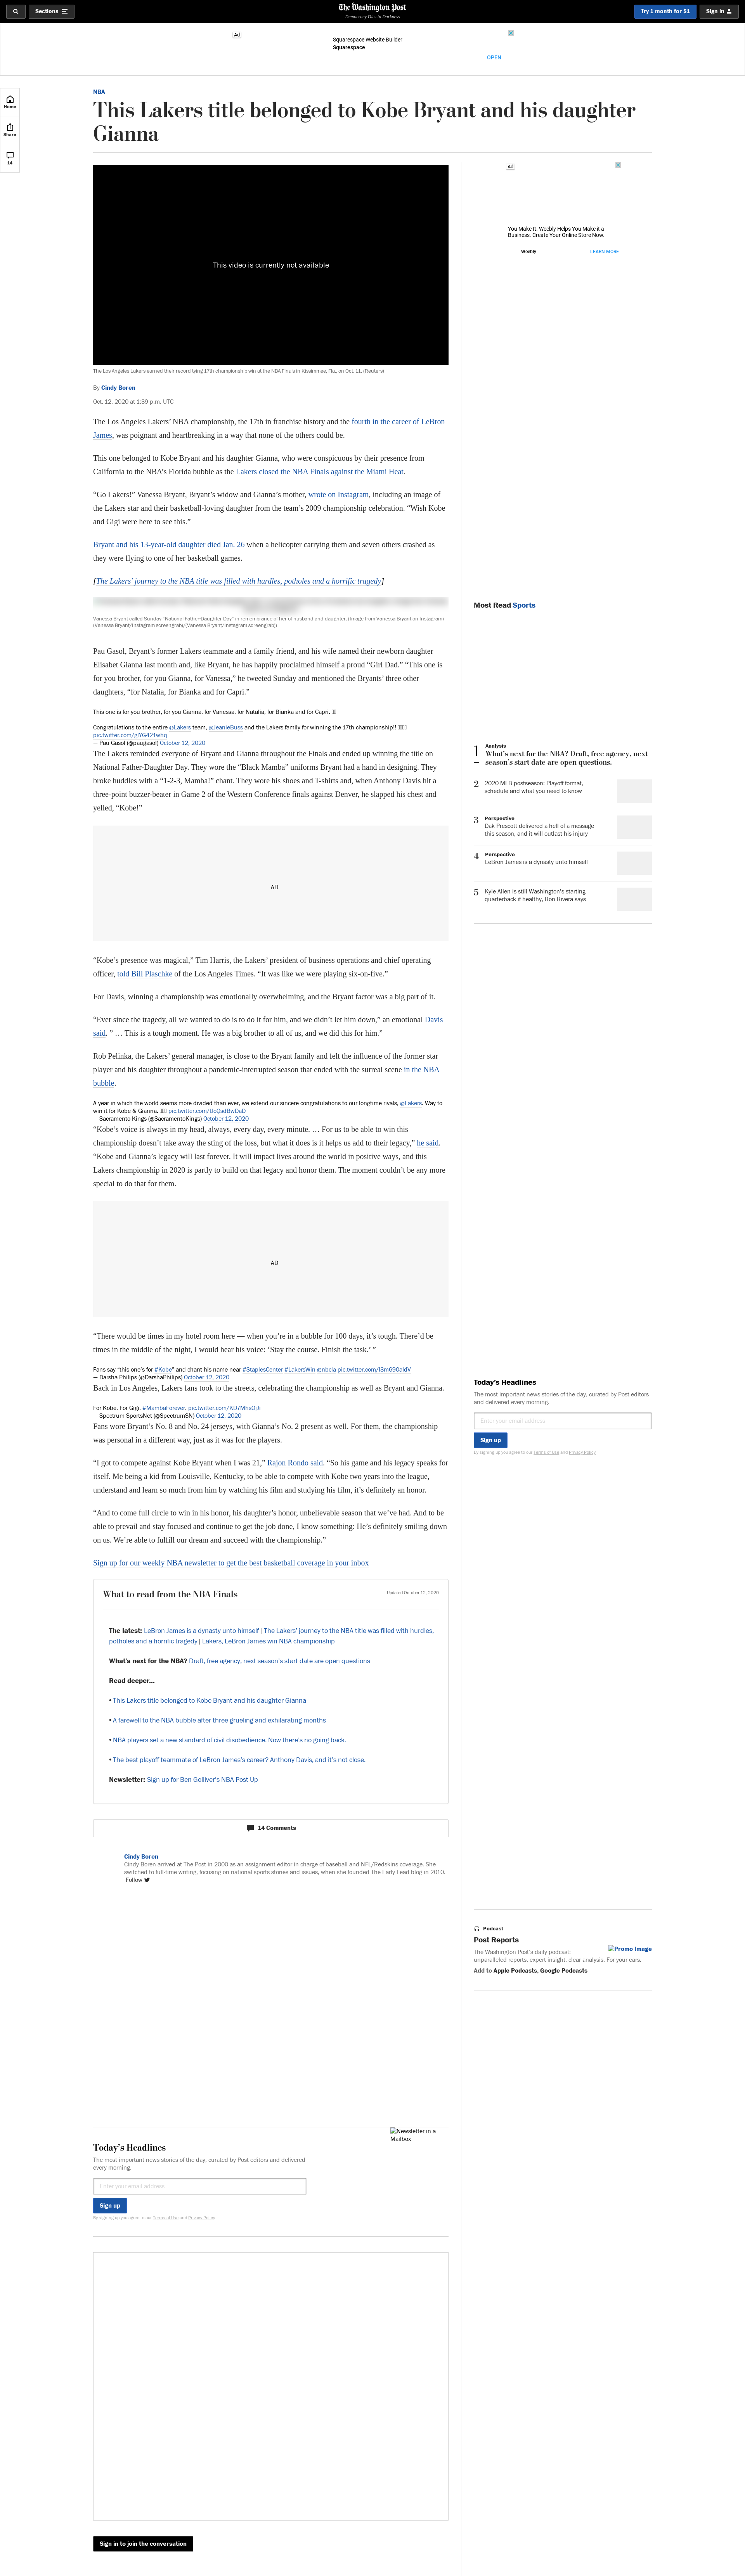 Sections
The Washington Post
Democracy Dies in Darkness
Try 1 month for $1
Sign in
Ad
Squarespace Website Builder
Squarespace
OPEN
Home
Share
14
NBA
This Lakers title belonged to Kobe Bryant and his daughter
Gianna
This video is currently not available
The Los Angeles Lakers earned their record-tying 17th championship win at the NBA Finals in Kissimmee, Fla., on Oct. 11. (Reuters)
By Cindy Boren
Oct. 12, 2020 at 1:39 p.m. UTC
The Los Angeles Lakers’ NBA championship, the 17th in franchise history and the fourth in the career of LeBron
James, was poignant and heartbreaking in a way that none of the others could be.
This one belonged to Kobe Bryant and his daughter Gianna, who were conspicuous by their presence from
California to the NBA’s Florida bubble as the Lakers closed the NBA Finals against the Miami Heat.
“Go Lakers!” Vanessa Bryant, Bryant’s widow and Gianna’s mother, wrote on Instagram, including an image of
the Lakers star and their basketball-loving daughter from the team’s 2009 championship celebration. “Wish Kobe
and Gigi were here to see this.”
Bryant and his 13-year-old daughter died Jan. 26 when a helicopter carrying them and seven others crashed as
they were flying to one of her basketball games.
[The Lakers’ journey to the NBA title was filled with hurdles, potholes and a horrific tragedy]
Vanessa Bryant called Sunday “National Father-Daughter Day” in remembrance of her of husband and daughter. (Image from Vanessa Bryant on Instagram)
(Vanessa Bryant/Instagram screengrab)/(Vanessa Bryant/Instagram screengrab))
Pau Gasol, Bryant’s former Lakers teammate and a close family friend, and his wife named their newborn daughter
Elisabet Gianna last month and, like Bryant, he has happily proclaimed himself a proud “Girl Dad.” “This one is
for you brother, for you Gianna, for Vanessa,” he tweeted Sunday and mentioned the Bryants’ three other
daughters, “for Natalia, for Bianka and for Capri.”
This one is for you brother, for you Gianna, for Vanessa, for Natalia, for Bianka and for Capri.
Congratulations to the entire @Lakers team, @JeanieBuss and the Lakers family for winning the 17th championship!!
pic.twitter.com/gIYG421whq
— Pau Gasol (@paugasol) October 12, 2020
The Lakers reminded everyone of Bryant and Gianna throughout the Finals and ended up winning the title on
National Father-Daughter Day. They wore the “Black Mamba” uniforms Bryant had a hand in designing. They
broke huddles with a “1-2-3, Mamba!” chant. They wore his shoes and T-shirts and, when Anthony Davis hit a
three-point buzzer-beater in Game 2 of the Western Conference finals against Denver, he slapped his chest and
yelled, “Kobe!”
AD
“Kobe’s presence was magical,” Tim Harris, the Lakers’ president of business operations and chief operating
officer, told Bill Plaschke of the Los Angeles Times. “It was like we were playing six-on-five.”
For Davis, winning a championship was emotionally overwhelming, and the Bryant factor was a big part of it.
“Ever since the tragedy, all we wanted to do is to do it for him, and we didn’t let him down,” an emotional Davis
said. ” … This is a tough moment. He was a big brother to all of us, and we did this for him.”
Rob Pelinka, the Lakers’ general manager, is close to the Bryant family and felt the influence of the former star
player and his daughter throughout a pandemic-interrupted season that ended with the surreal scene in the NBA
bubble.
A year in which the world seems more divided than ever, we extend our sincere congratulations to our longtime rivals, @Lakers. Way to
win it for Kobe & Gianna. pic.twitter.com/UoQsdBwDaD
— Sacramento Kings (@SacramentoKings) October 12, 2020
“Kobe’s voice is always in my head, always, every day, every minute. … For us to be able to win this
championship doesn’t take away the sting of the loss, but what it does is it helps us add to their legacy,” he said.
“Kobe and Gianna’s legacy will last forever. It will impact lives around the world in positive ways, and this
Lakers championship in 2020 is partly to build on that legacy and honor them. The moment couldn’t be any more
special to do that for them.
AD
“There were times in my hotel room here — when you’re in a bubble for 100 days, it’s tough. There’d be
times in the middle of the night, I would hear his voice: ‘Stay the course. Finish the task.’ ”
Fans say “this one’s for #Kobe” and chant his name near #StaplesCenter #LakersWin @nbcla pic.twitter.com/I3m690aldV
— Darsha Philips (@DarshaPhilips) October 12, 2020
Back in Los Angeles, Lakers fans took to the streets, celebrating the championship as well as Bryant and Gianna.
For Kobe, For Gigi. #MambaForever. pic.twitter.com/KD7Mhs0jJi
— Spectrum SportsNet (@SpectrumSN) October 12, 2020
Fans wore Bryant’s No. 8 and No. 24 jerseys, with Gianna’s No. 2 present as well. For them, the championship
was personal in a different way, just as it was for the players.
“I got to compete against Kobe Bryant when I was 21,” Rajon Rondo said. “So his game and his legacy speaks for
itself. Me being a kid from Louisville, Kentucky, to be able to compete with Kobe two years into the league,
understand and learn so much from him by watching his film and studying his film, it’s definitely an honor.
“And to come full circle to win in his honor, his daughter’s honor, unbelievable season that we’ve had. And to be
able to prevail and stay focused and continue to get the job done, I know something: He’s definitely smiling down
on us. We’re able to fulfill our dream and succeed with the championship.”
Sign up for our weekly NBA newsletter to get the best basketball coverage in your inbox
What to read from the NBA Finals
Updated October 12, 2020
The latest: LeBron James is a dynasty unto himself | The Lakers’ journey to the NBA title was filled with hurdles,
potholes and a horrific tragedy | Lakers, LeBron James win NBA championship
What’s next for the NBA? Draft, free agency, next season’s start date are open questions
Read deeper...
• This Lakers title belonged to Kobe Bryant and his daughter Gianna
• A farewell to the NBA bubble after three grueling and exhilarating months
• NBA players set a new standard of civil disobedience. Now there’s no going back.
• The best playoff teammate of LeBron James’s career? Anthony Davis, and it’s not close.
Newsletter: Sign up for Ben Golliver’s NBA Post Up
14 Comments
Cindy Boren
Cindy Boren arrived at The Post in 2000 as an assignment editor in charge of baseball and NFL/Redskins coverage. She
switched to full-time writing, focusing on national sports stories and issues, when she founded The Early Lead blog in 2010.
Follow
Newsletter in a
Mailbox
Today’s Headlines
The most important news stories of the day, curated by Post editors and delivered
every morning.
Enter your email address
Sign up
By signing up you agree to our Terms of Use and Privacy Policy
Sign in to join the conversation
Ad
You Make It. Weebly Helps You Make it a
Business. Create Your Online Store Now.
Weebly
LEARN MORE
Most Read Sports
1
Analysis
What’s next for the NBA? Draft, free agency, next
season’s start date are open questions.
2
2020 MLB postseason: Playoff format,
schedule and what you need to know
3
Perspective
Dak Prescott delivered a hell of a message
this season, and it will outlast his injury
4
Perspective
LeBron James is a dynasty unto himself
5
Kyle Allen is still Washington’s starting
quarterback if healthy, Ron Rivera says
Today’s Headlines
The most important news stories of the day, curated by Post editors
and delivered every morning.
Enter your email address
Sign up
By signing up you agree to our Terms of Use and Privacy Policy
Podcast
Post Reports
Promo Image
The Washington Post’s daily podcast:
unparalleled reports, expert insight, clear analysis. For your ears.
Add to Apple Podcasts, Google Podcasts